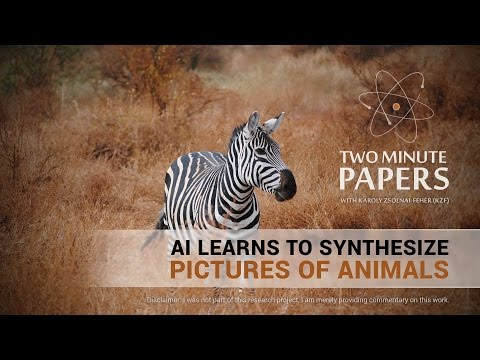 TWO MINUTE
PAPERS
WITH KAROLY ZSOLNAI-FEHÉR (KZF)
AI LEARNS TO SYNTHESIZE
PICTURES OF ANIMALS
Disclaimer: I was not part of this research project, I am merely providing commentary on this work.